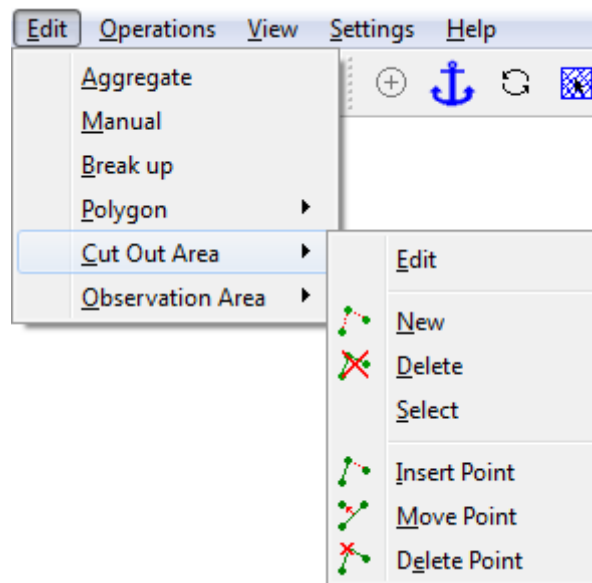 Edit Operations View Settings Help
Aggregate
Manual
Break up
Polygon
Cut Out Area
Observation Area
Edit
New
Delete
Select
Insert Point
Move Point
Delete Point